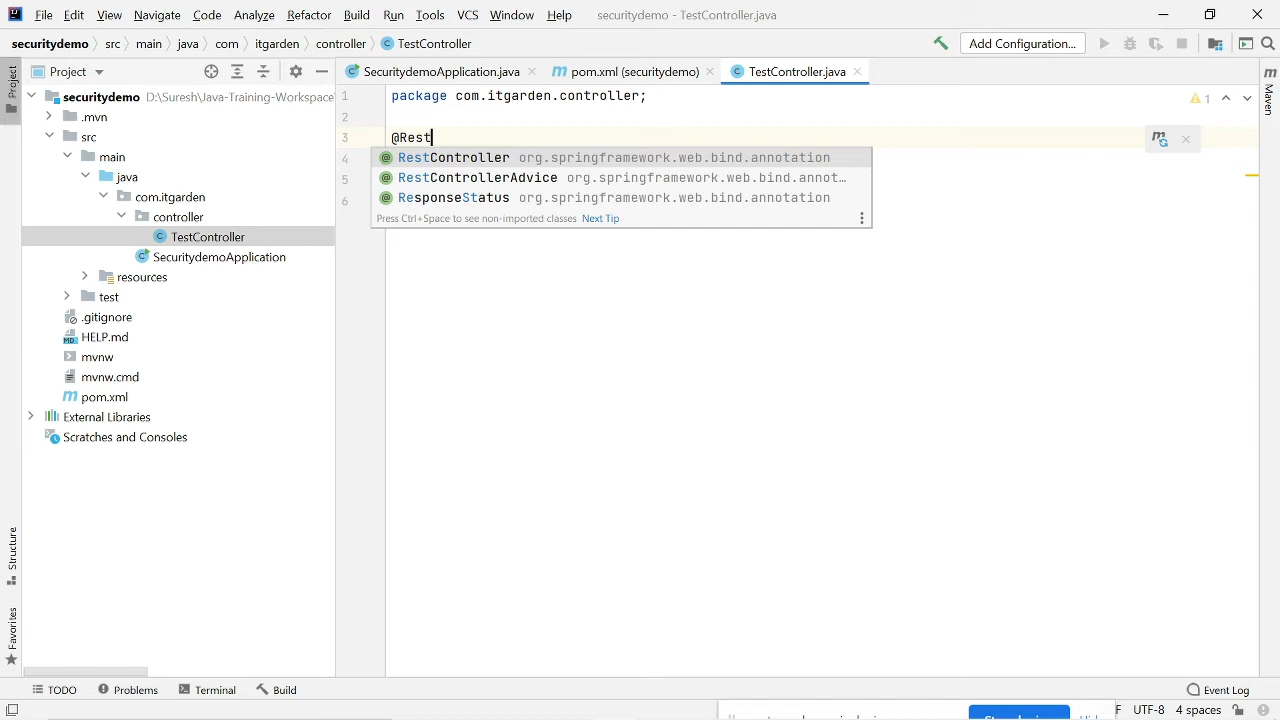 File Edit View Navigate Code Analyze Refactor Build Run Tools VCS Window Help securitydemo - TestController.java
securitydemo src main java com itgarden controller TestController Add Configuration...
Project SecuritydemoApplication.java pom.xml (securitydemo) TestController.java
Project
Maven
securitydemo D:\Suresh\Java-Training-Workspace
.mvn
src
main
java
com.itgarden
controller
TestController
SecuritydemoApplication
resources
test
.gitignore
HELP.md
mvnw
mvnw.cmd
pom.xml
External Libraries
Scratches and Consoles
1 package com.itgarden.controller;
1
2
3 @Rest
4
5
6
RestController org.springframework.web.bind.annotation
RestControllerAdvice org.springframework.web.bind.annot...
ResponseStatus org.springframework.web.bind.annotation
Press Ctrl+Space to see non-imported classes Next Tip
Structure
Favorites
TODO Problems Terminal Build Event Log
UTF-8 4 spaces